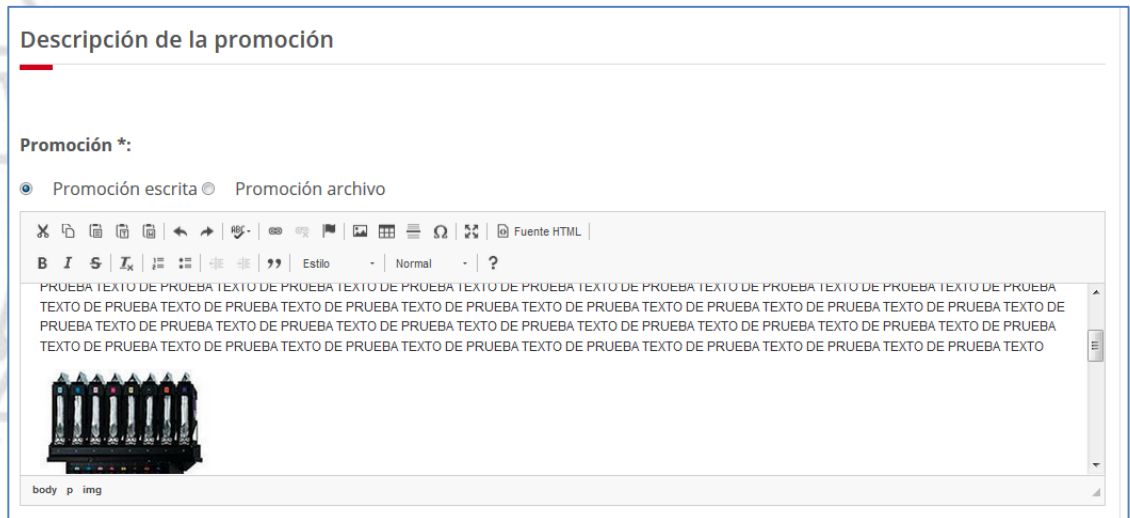 Descripción de la promoción
Promoción *:
Promoción escrita Promoción archivo
Fuente HTML
B I S Ix Estilo Normal ?
PRUEBA TEXTO DE PRUEBA TEXTO DE PRUEBA TEXTO DE PRUEBA TEXTO DE PRUEBA TEXTO DE PRUEBA TEXTO DE PRUEBA TEXTO DE PRUEBA TEXTO DE PRUEBA
TEXTO DE PRUEBA TEXTO DE PRUEBA TEXTO DE PRUEBA TEXTO DE PRUEBA TEXTO DE PRUEBA TEXTO DE PRUEBA TEXTO DE PRUEBA TEXTO DE PRUEBA TEXTO DE
PRUEBA TEXTO DE PRUEBA TEXTO DE PRUEBA TEXTO DE PRUEBA TEXTO DE PRUEBA TEXTO DE PRUEBA TEXTO DE PRUEBA TEXTO DE PRUEBA TEXTO DE PRUEBA
TEXTO DE PRUEBA TEXTO DE PRUEBA TEXTO DE PRUEBA TEXTO DE PRUEBA TEXTO DE PRUEBA TEXTO DE PRUEBA TEXTO DE PRUEBA TEXTO DE PRUEBA TEXTO
body p img